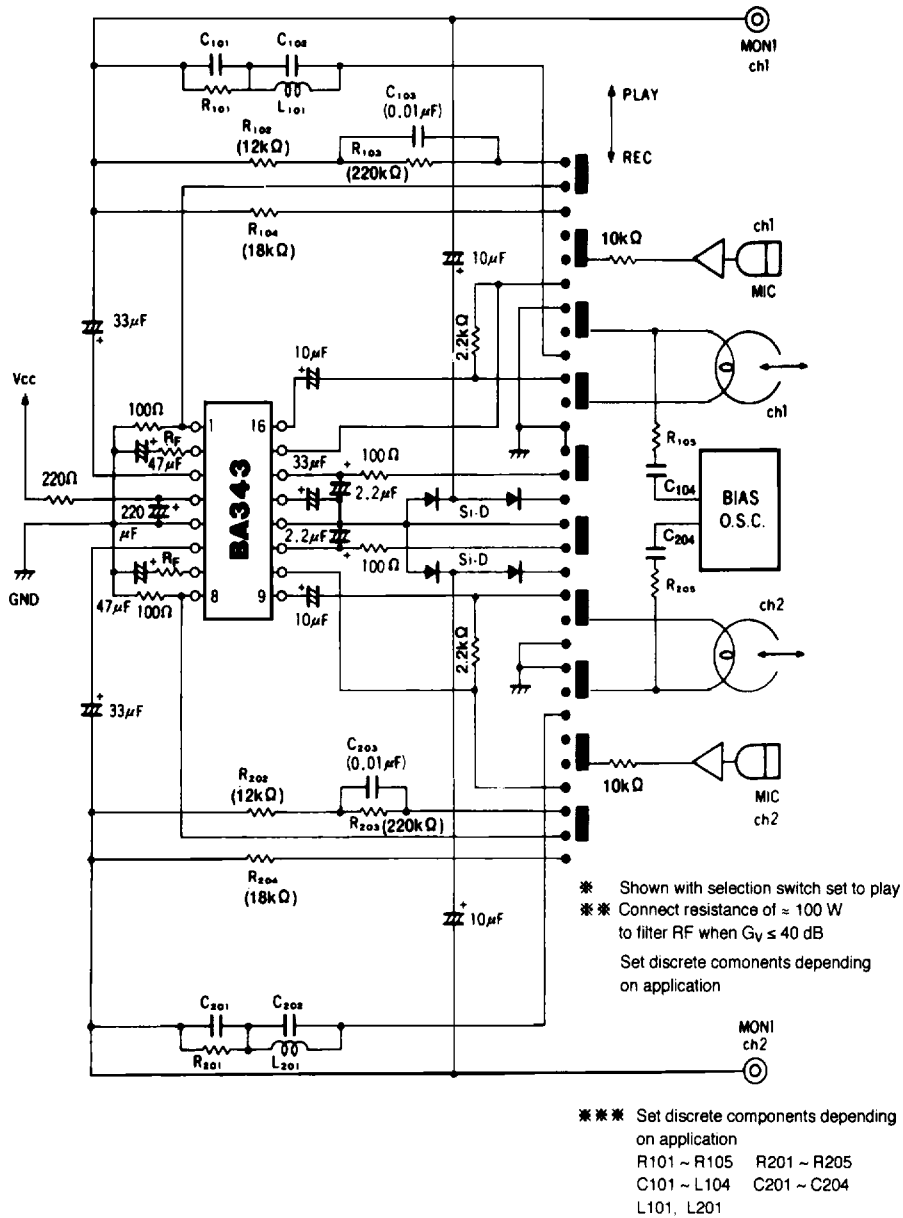 MON1
ch1
C101
C102
R101
L101
C103
(0.01μF)
PLAY
REC
R102
(12kΩ)
R103
(220kΩ)
R104
(18kΩ)
10μF
10kΩ
ch1
MIC
33μF
2.2kΩ
10μF
Vcc
100Ω
1
16
RF
47μF
33μF
100Ω
2.2μF
220Ω
220
μF
BA343
Si-D
2.2μF
100Ω
Si-D
GND
RF
47μF
100Ω
8
9
10μF
2.2kΩ
ch1
R105
C104
BIAS
O.S.C.
C204
R205
ch2
33μF
C203
(0.01μF)
R202
(12kΩ)
R203 (220kΩ)
R204
(18kΩ)
10kΩ
MIC
ch2
10μF
※ Shown with selection switch set to play
※※ Connect resistance of ≈ 100 W
to filter RF when GV ≤ 40 dB
Set discrete comonents depending
on application
C201
C202
R201
L201
MON1
ch2
※※※ Set discrete components depending
on application
R101 ~ R105 R201 ~ R205
C101 ~ L104 C201 ~ C204
L101, L201